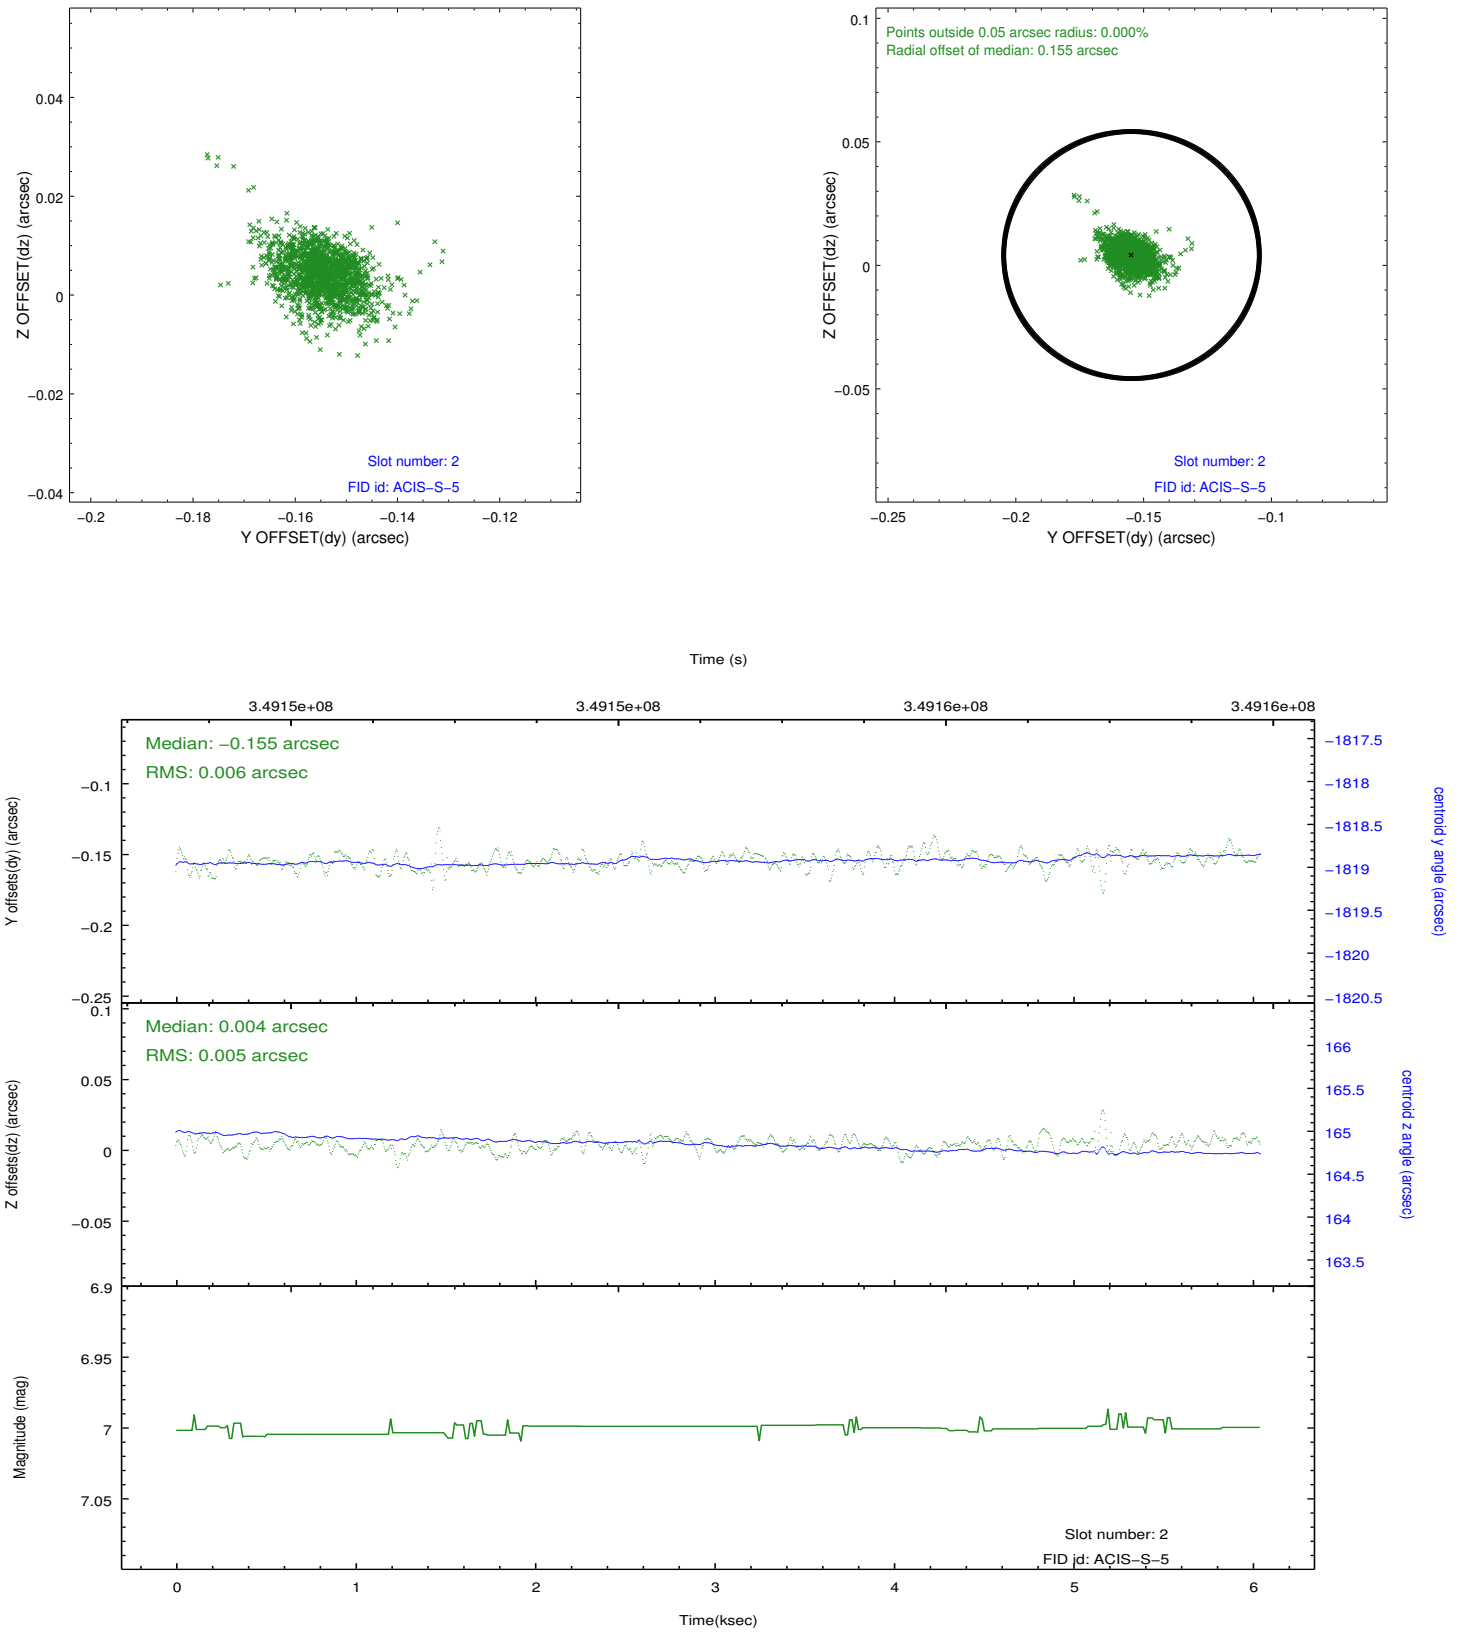 0.04
0.02
0
−0.02
−0.04
−0.2
−0.18
−0.16
−0.14
−0.12
Z OFFSET(dz) (arcsec)
Y OFFSET(dy) (arcsec)
Slot number: 2
FID id: ACIS−S−5
Points outside 0.05 arcsec radius: 0.000%
Radial offset of median: 0.155 arcsec
0.1
0.05
0
−0.05
−0.25
−0.2
−0.15
−0.1
Z OFFSET(dz) (arcsec)
Y OFFSET(dy) (arcsec)
Slot number: 2
FID id: ACIS−S−5
Time (s)
3.4915e+08
3.4915e+08
3.4916e+08
3.4916e+08
Median: −0.155 arcsec
RMS: 0.006 arcsec
−0.1
−0.15
−0.2
−0.25
Y offsets(dy) (arcsec)
−1817.5
−1818
−1818.5
−1819
−1819.5
−1820
−1820.5
centroid y angle (arcsec)
Median: 0.004 arcsec
RMS: 0.005 arcsec
0.1
0.05
0
−0.05
Z offsets(dz) (arcsec)
166
165.5
165
164.5
164
163.5
centroid z angle (arcsec)
6.9
6.95
7
7.05
Magnitude (mag)
Slot number: 2
FID id: ACIS−S−5
0
1
2
3
4
5
6
Time(ksec)